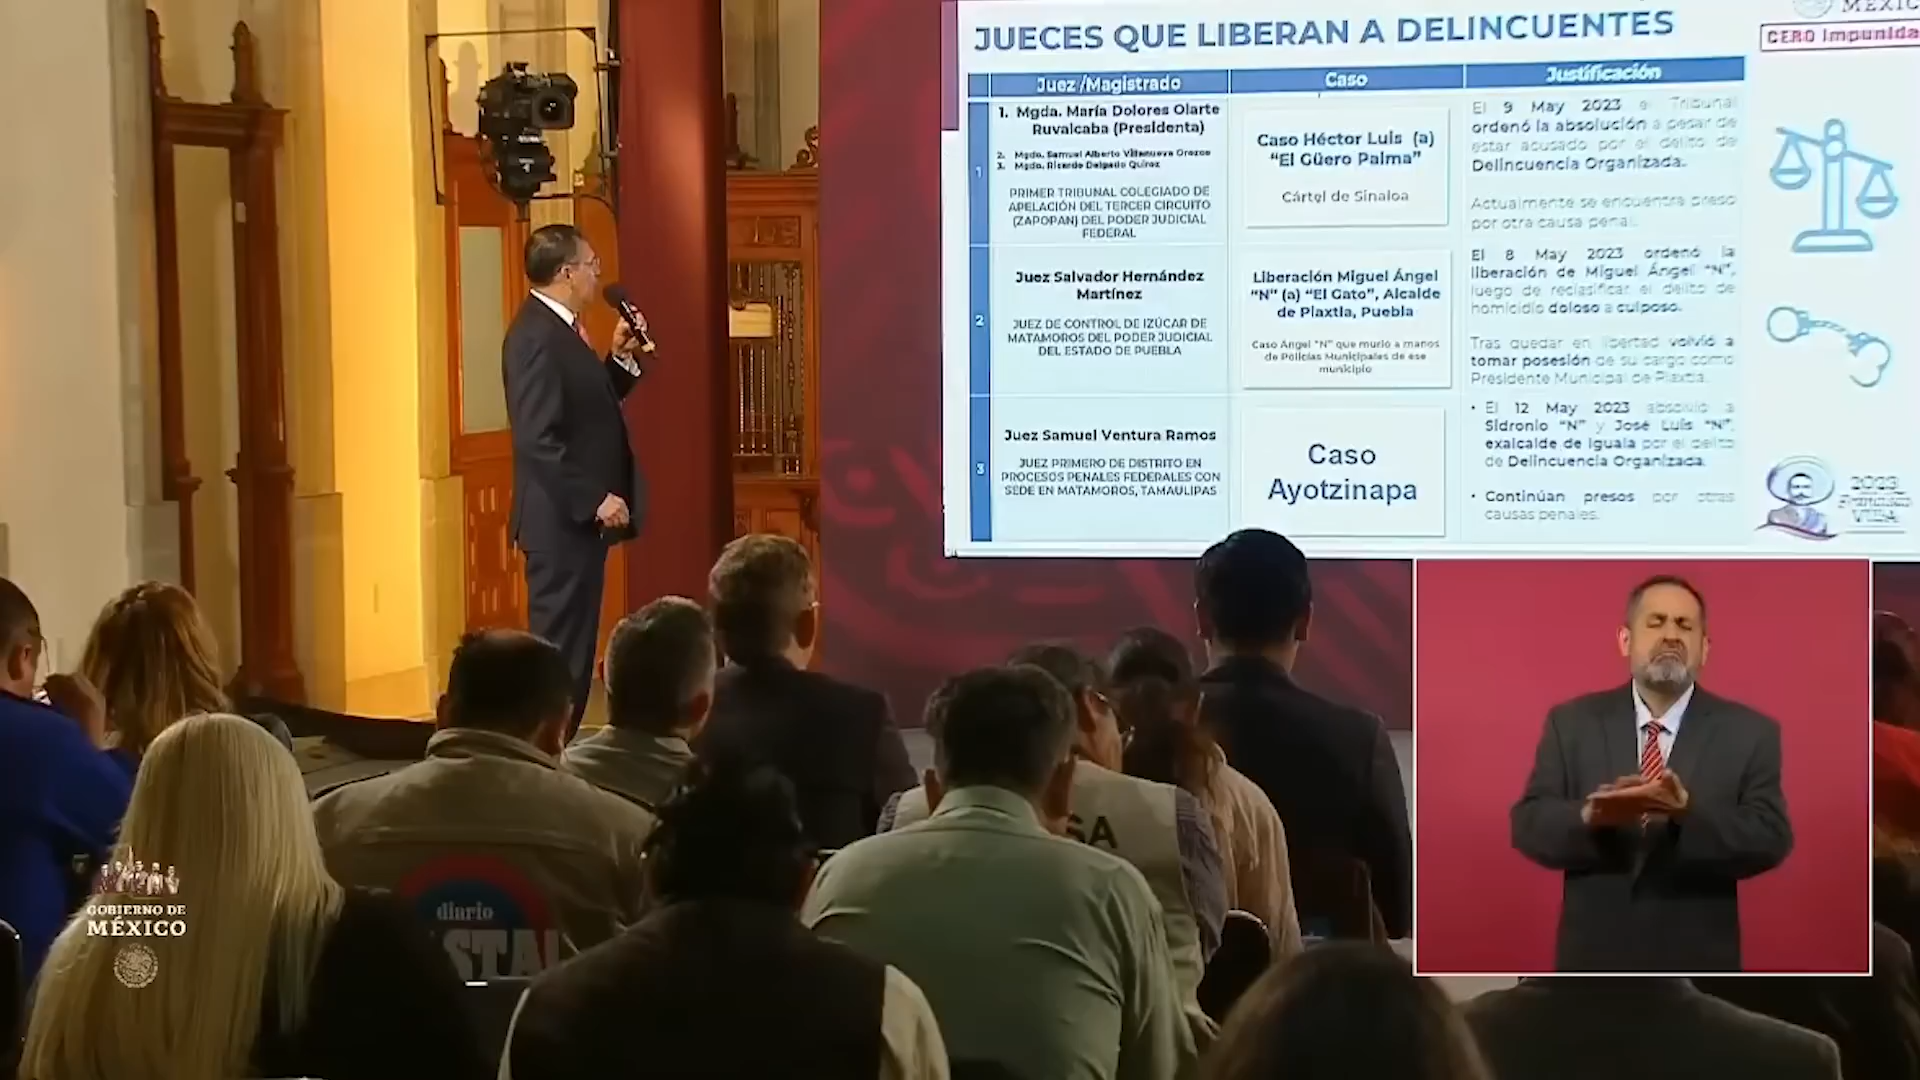 JUECES QUE LIBERAN A DELINCUENTES
MÉXICO
CERO Impunida
Juez /Magistrado
Caso
Justificación
1
1. Mgda. María Dolores Olarte
Ruvalcaba (Presidenta)
2. Mgdo. Samuel Alberto Villanueva Orozco
3. Mgdo. Ricardo Delgado Quiroz
PRIMER TRIBUNAL COLEGIADO DE
APELACIÓN DEL TERCER CIRCUITO
(ZAPOPAN) DEL PODER JUDICIAL
FEDERAL
Caso Héctor Luis (a)
"El Güero Palma"
Cártel de Sinaloa
El 9 May 2023 el Tribunal
ordenó la absolución a pesar de
estar acusado por el delito de
Delincuencia Organizada.
Actualmente se encuentra preso
por otra causa penal.
2
Juez Salvador Hernández
Martínez
JUEZ DE CONTROL DE IZÚCAR DE
MATAMOROS DEL PODER JUDICIAL
DEL ESTADO DE PUEBLA
Liberación Miguel Ángel
"N" (a) "El Gato", Alcalde
de Piaxtla, Puebla
Caso Ángel "N" que murió a manos
de Policías Municipales de ese
municipio
El 8 May 2023 ordenó la
liberación de Miguel Ángel "N",
luego de reclasificar el delito de
homicidio doloso a culposo.
Tras quedar en libertad volvió a
tomar posesión de su cargo como
Presidente Municipal de Piaxtla.
3
Juez Samuel Ventura Ramos
JUEZ PRIMERO DE DISTRITO EN
PROCESOS PENALES FEDERALES CON
SEDE EN MATAMOROS, TAMAULIPAS
Caso
Ayotzinapa
• El 12 May 2023 absolvió a
Sidronio "N" y José Luis "N",
exalcalde de Iguala por el delito
de Delincuencia Organizada.
• Continúan presos por otras
causas penales.
2023
Francisco
VILLA
SA
diario
STA
GOBIERNO DE
MÉXICO